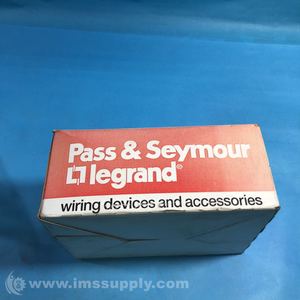 Pass & Seymour
legrand®
wiring devices and accessories
© www.imssupply.com